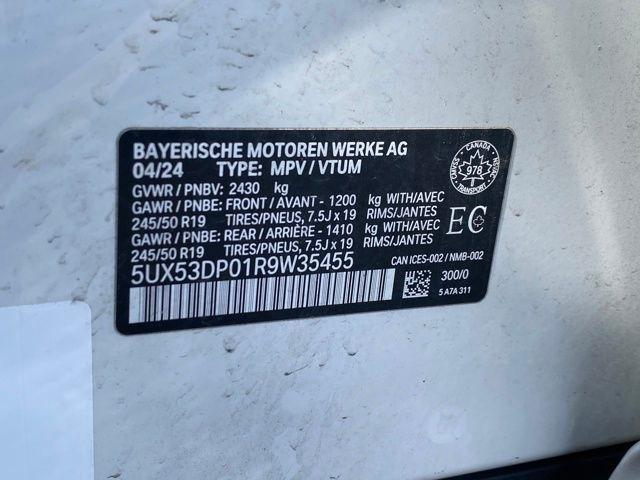 BAYERISCHE MOTOREN WERKE AG
04/24 TYPE: MPV / VTUM
GVWR / PNBV: 2430 kg
GAWR / PNBE: FRONT / AVANT - 1200 kg WITH/AVEC
245/50 R19 TIRES/PNEUS, 7.5J x 19 RIMS/JANTES
GAWR / PNBE: REAR / ARRIÈRE - 1410 kg WITH/AVEC
245/50 R19 TIRES/PNEUS, 7.5J x 19 RIMS/JANTES
5UX53DP01R9W35455
CANADA
CMVSS
NSVAC
978
EC
CAN ICES-002 / NMB-002
300/0
5 A7A 311